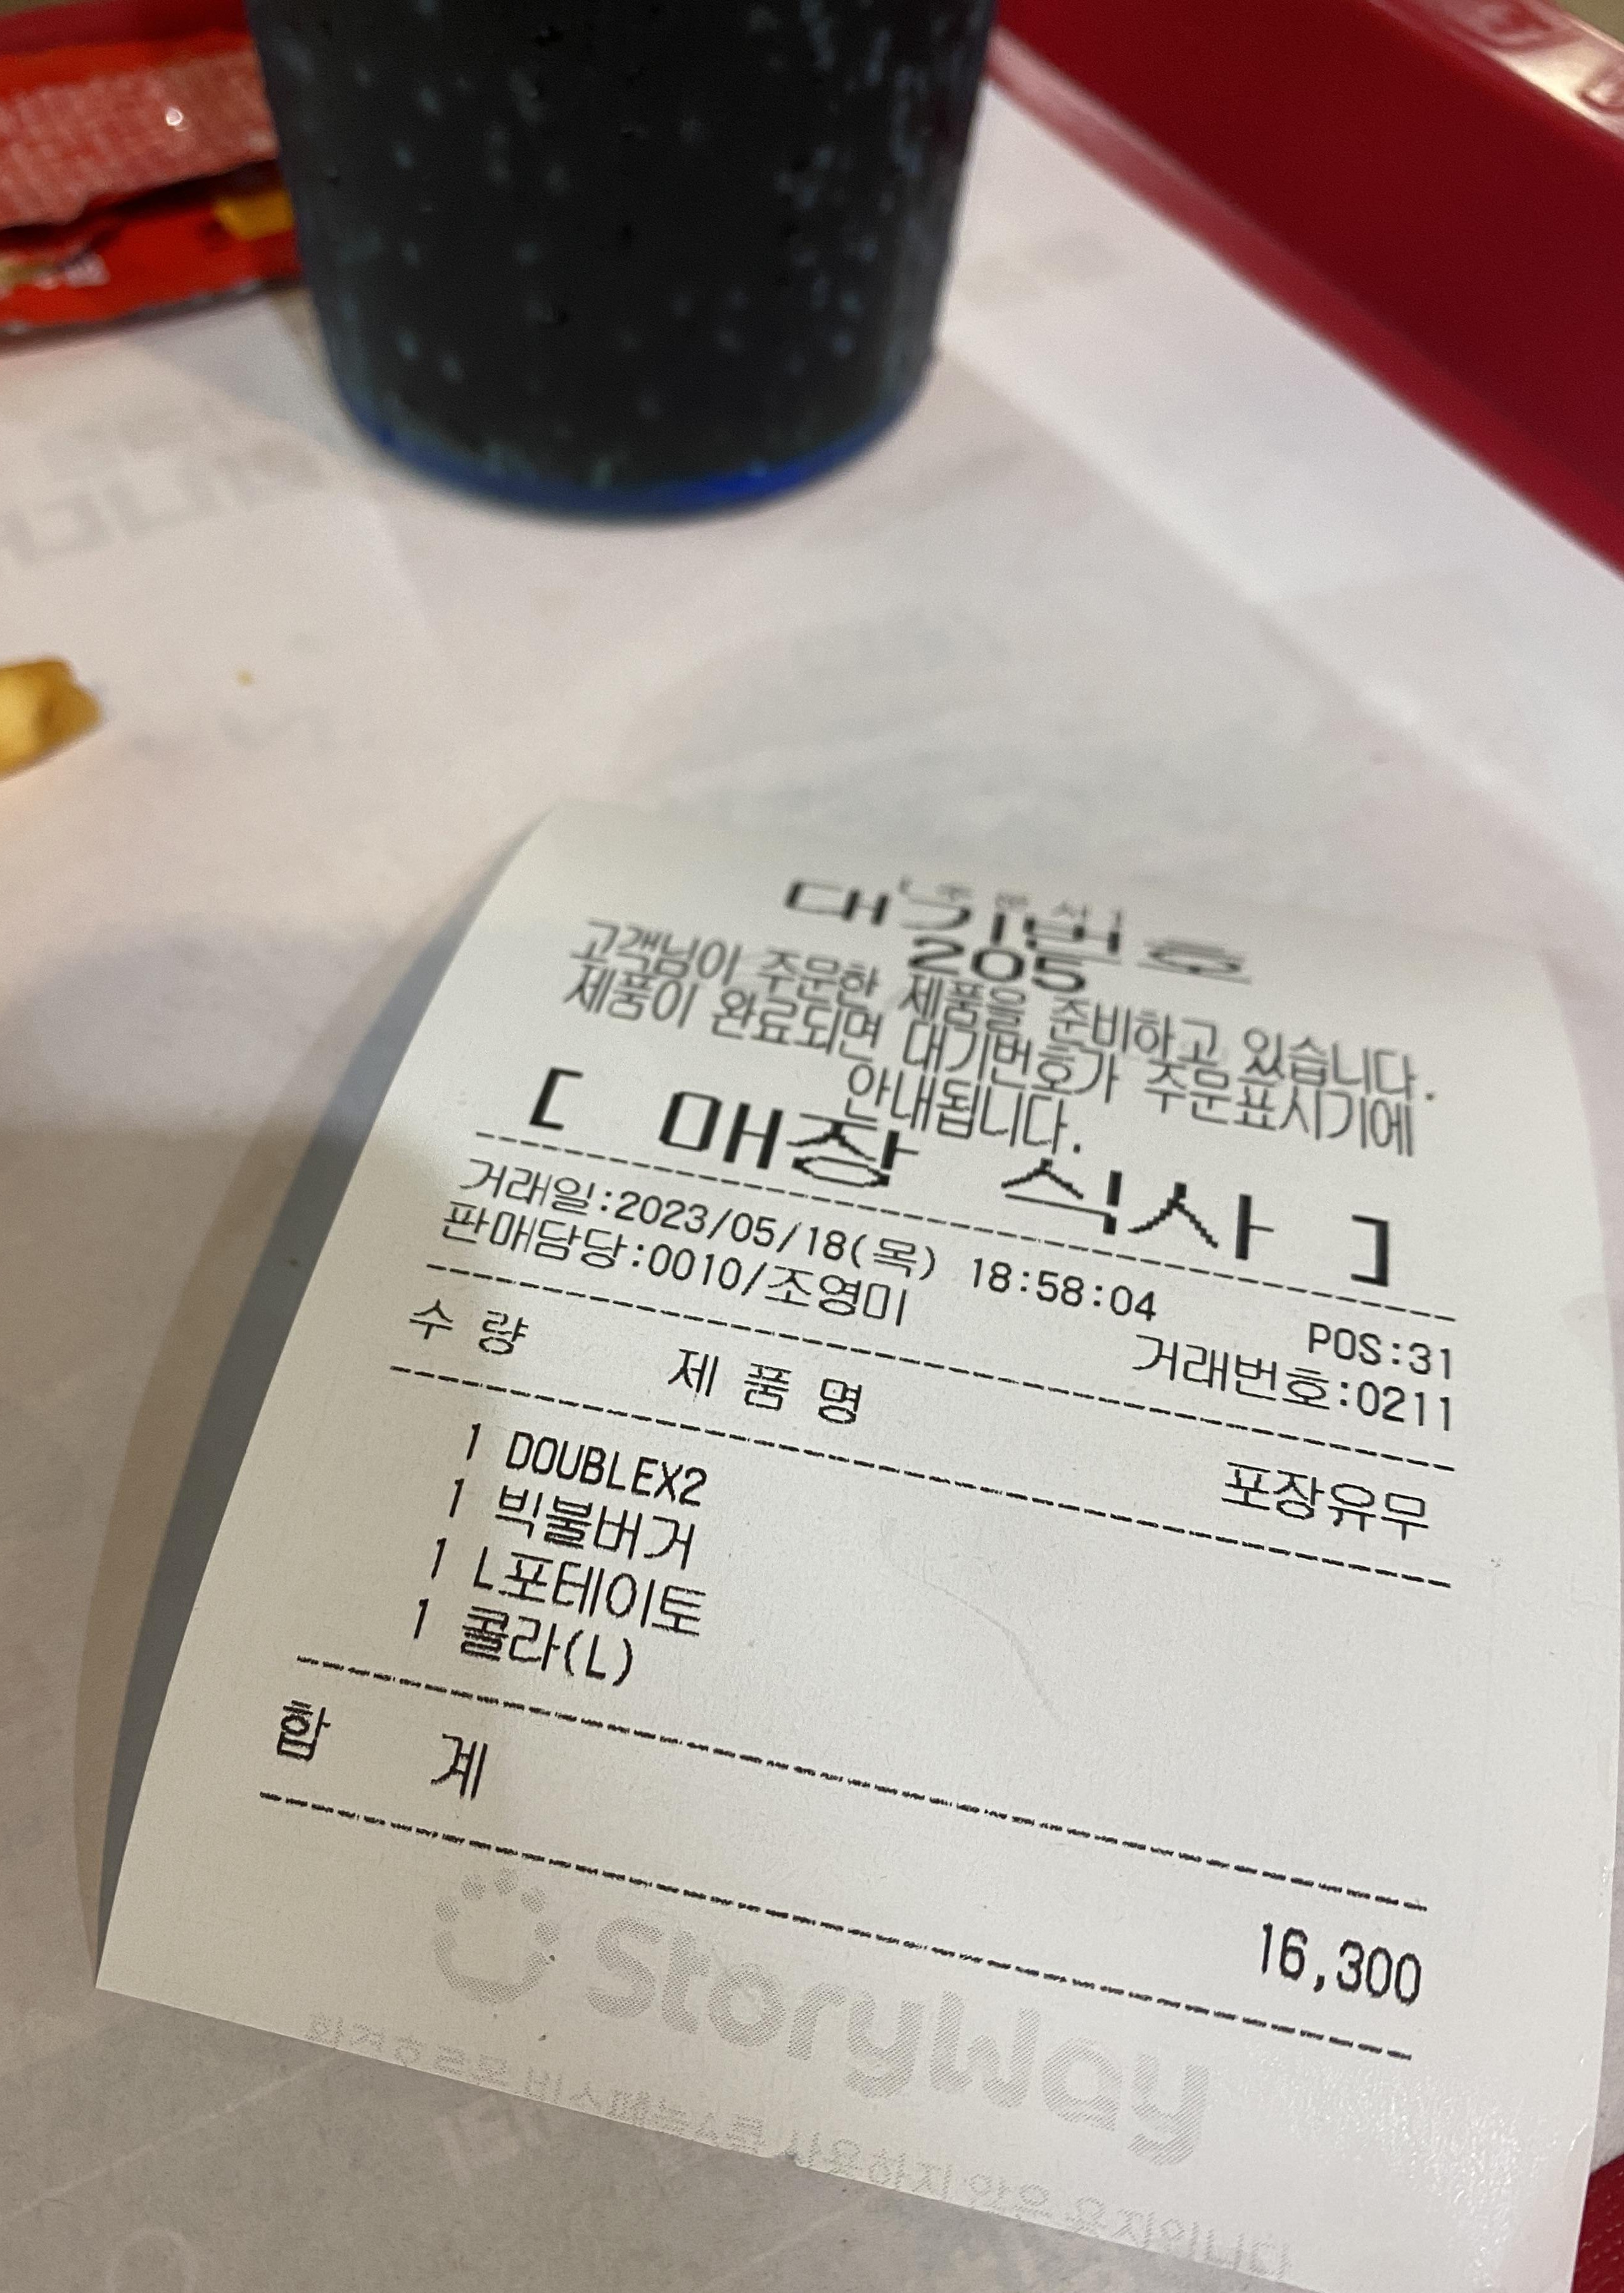 [주 문 서]
대기번호
205
고객님이 주문한 제품을 준비하고 있습니다.
제품이 완료되면 대기번호가 주문표시기에
안내됩니다.
[ 매장 식사 ]
거래일:2023/05/18(목) 18:58:04 POS:31
판매담당:0010/조영미 거래번호:0211
수 량 제 품 명 포장유무
1 DOUBLEX2
1 빅불버거
1 L포테이토
1 콜라(L)
합 계 16,300
StoryWay